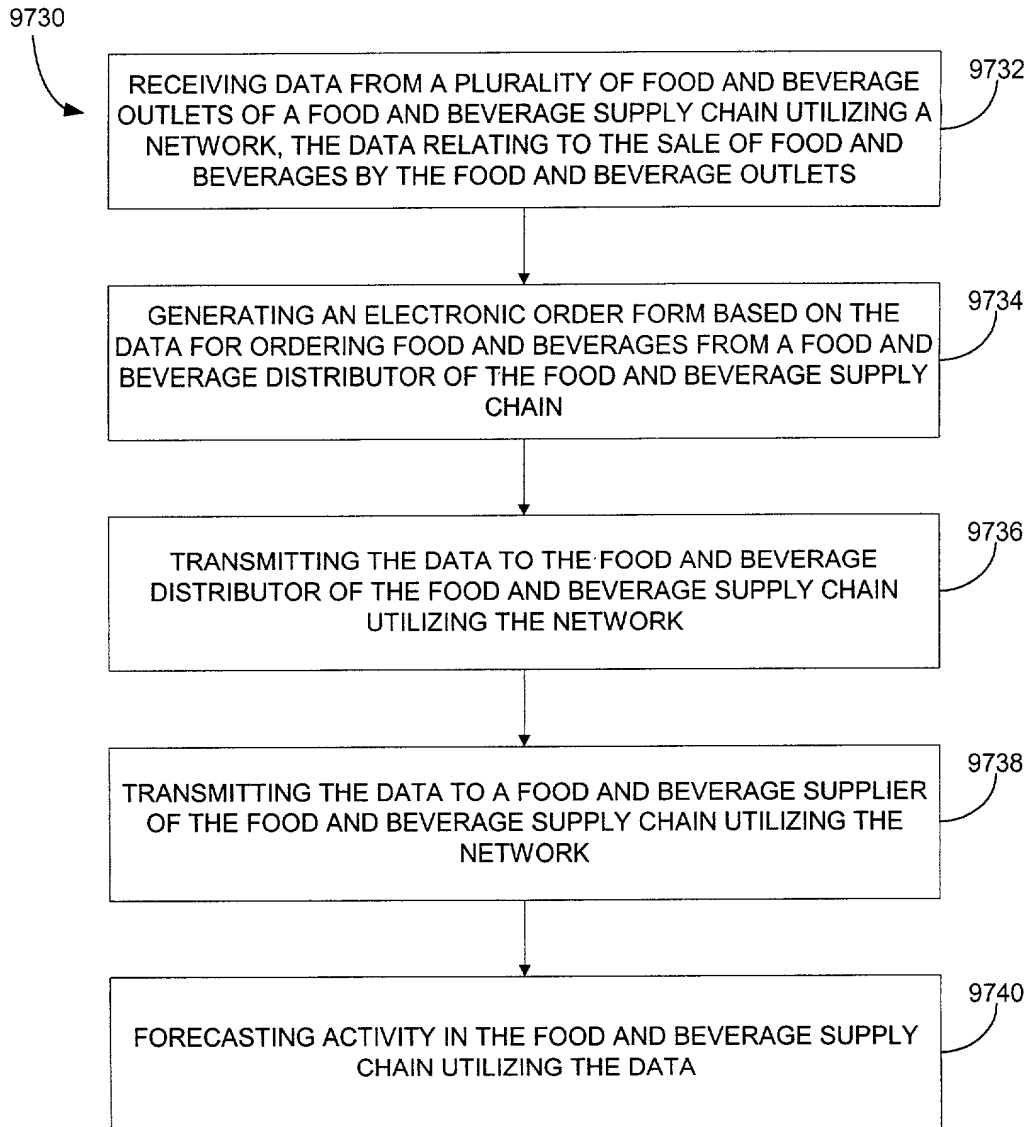 9730
RECEIVING DATA FROM A PLURALITY OF FOOD AND BEVERAGE
OUTLETS OF A FOOD AND BEVERAGE SUPPLY CHAIN UTILIZING A
NETWORK, THE DATA RELATING TO THE SALE OF FOOD AND
BEVERAGES BY THE FOOD AND BEVERAGE OUTLETS
9732
GENERATING AN ELECTRONIC ORDER FORM BASED ON THE
DATA FOR ORDERING FOOD AND BEVERAGES FROM A FOOD AND
BEVERAGE DISTRIBUTOR OF THE FOOD AND BEVERAGE SUPPLY
CHAIN
9734
TRANSMITTING THE DATA TO THE FOOD AND BEVERAGE
DISTRIBUTOR OF THE FOOD AND BEVERAGE SUPPLY CHAIN
UTILIZING THE NETWORK
9736
TRANSMITTING THE DATA TO A FOOD AND BEVERAGE SUPPLIER
OF THE FOOD AND BEVERAGE SUPPLY CHAIN UTILIZING THE
NETWORK
9738
FORECASTING ACTIVITY IN THE FOOD AND BEVERAGE SUPPLY
CHAIN UTILIZING THE DATA
9740